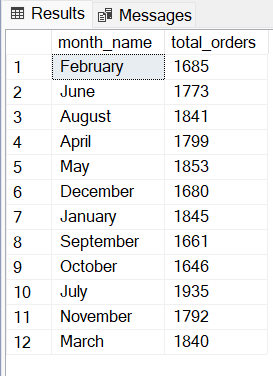 Results Messages
month_name total_orders
1 February 1685
2 June 1773
3 August 1841
4 April 1799
5 May 1853
6 December 1680
7 January 1845
8 September 1661
9 October 1646
10 July 1935
11 November 1792
12 March 1840